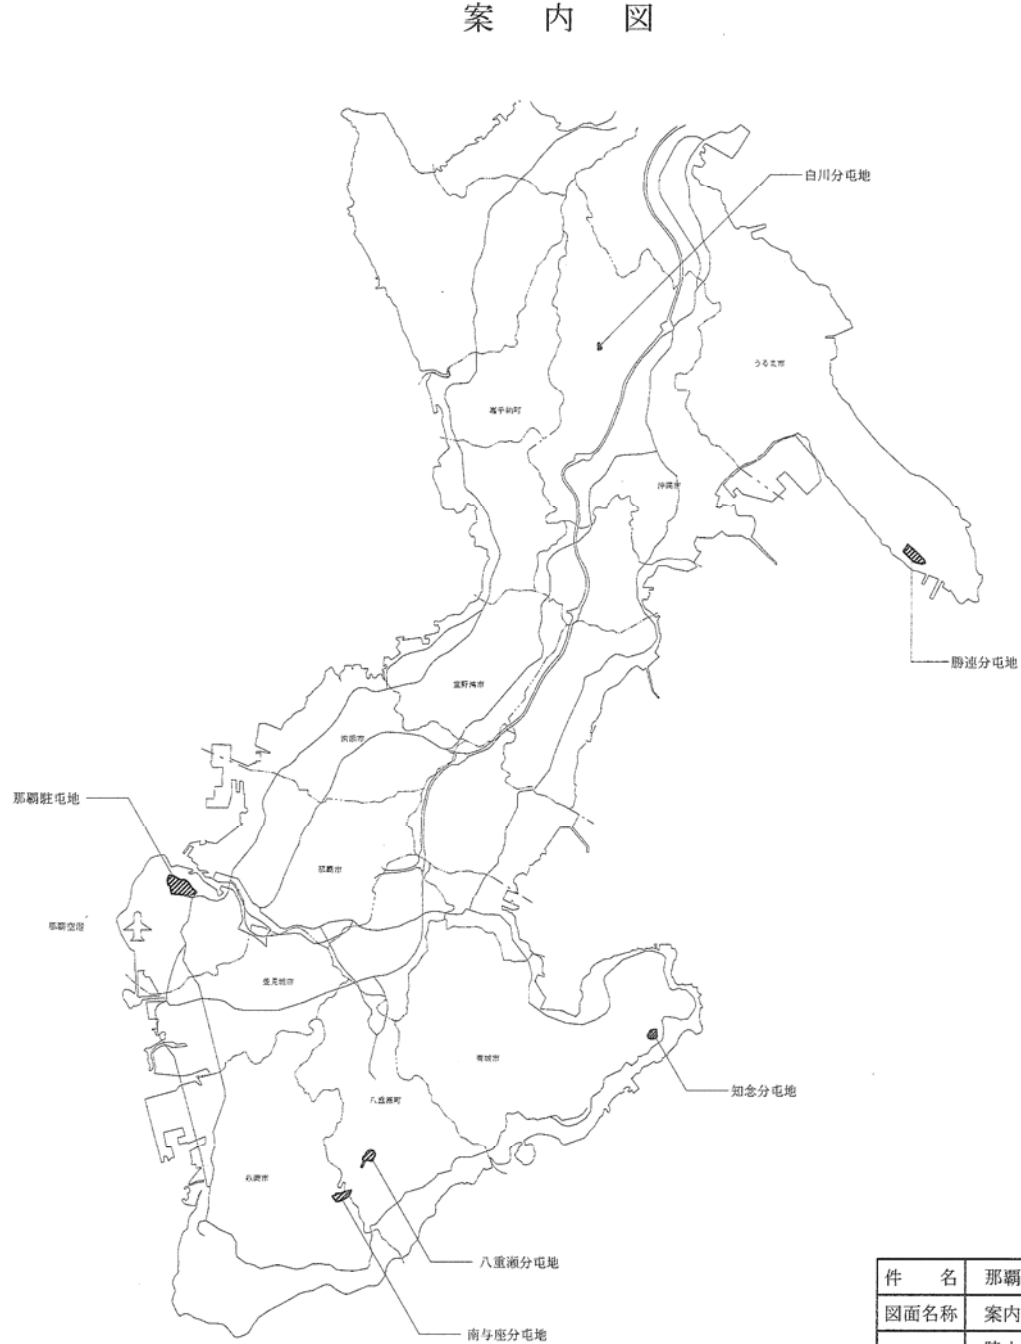 案内図
白川分屯地
うるま市
嘉手納町
沖縄市
勝連分屯地
宜野湾市
浦添市
那覇駐屯地
那覇市
那覇空港
豊見城市
南城市
知念分屯地
八重瀬町
糸満市
八重瀬分屯地
南与座分屯地
件 名 那覇
図面名称 案内